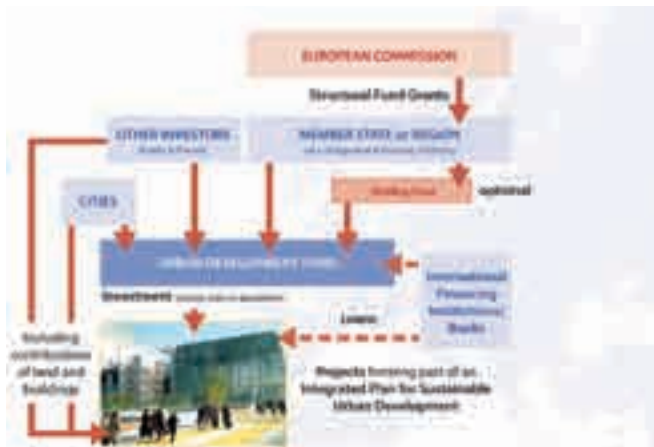 EUROPEAN COMMISSION
Structural Fund Grants
OTHER INVESTORS
MEMBER STATE or REGION
Holding Fund
optional
CITIES
URBAN DEVELOPMENT FUND
International
Financing
Institutions/
Banks
Investment
Loans
Including
contributions
of land and
buildings
Projects forming part of an
Integrated Plan for Sustainable
Urban Development